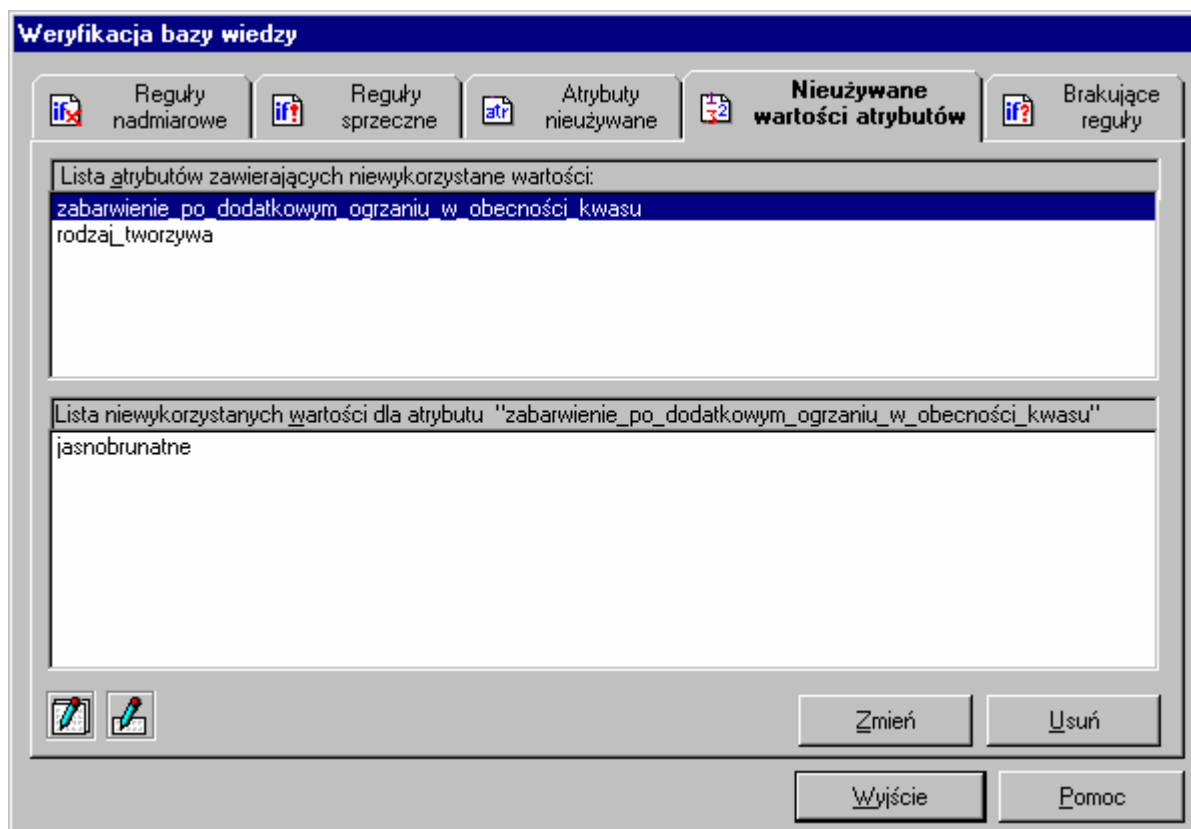 Weryfikacja bazy wiedzy
Reguły
nadmiarowe
Reguły
sprzeczne
Atrybuty
nieużywane
Nieużywane
wartości atrybutów
Brakujące
reguły
Lista atrybutów zawierających niewykorzystane wartości:
zabarwienie_po_dodatkowym_ogrzaniu_w_obecności_kwasu
rodzaj_tworzywa
Lista niewykorzystanych wartości dla atrybutu "zabarwienie_po_dodatkowym_ogrzaniu_w_obecności_kwasu"
jasnobrunatne
Zmień
Usuń
Wyjście
Pomoc